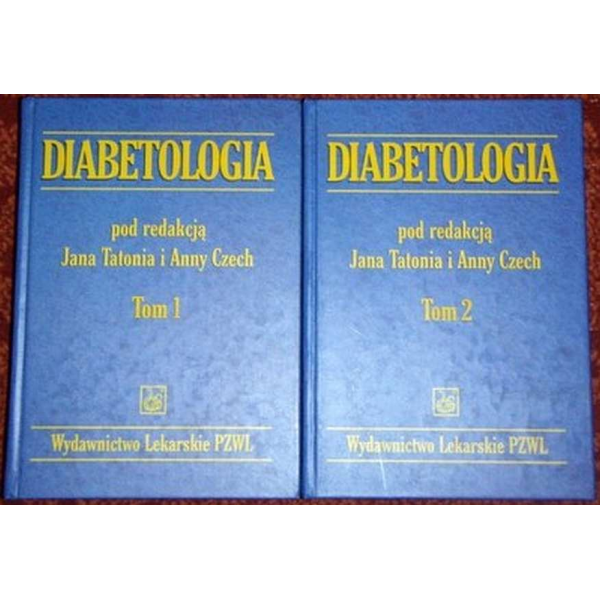 DIABETOLOGIA
pod redakcją
Jana Tatonia i Anny Czech
Tom 1
Wydawnictwo Lekarskie PZWL
DIABETOLOGIA
pod redakcją
Jana Tatonia i Anny Czech
Tom 2
Wydawnictwo Lekarskie PZWL